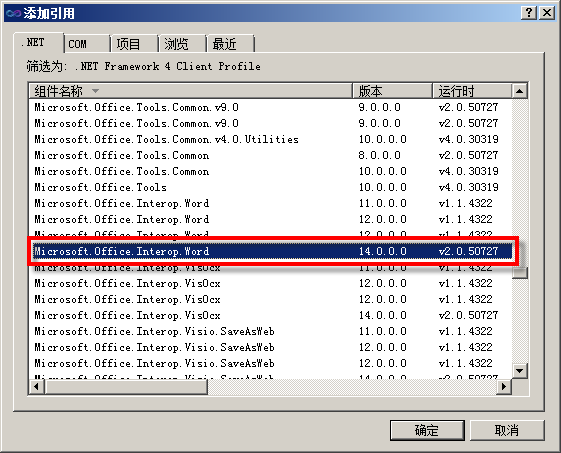 添加引用
.NET COM 项目 浏览 最近
筛选为: .NET Framework 4 Client Profile
组件名称 版本 运行时
Microsoft.Office.Tools.Common.v9.0 9.0.0.0 v2.0.50727
Microsoft.Office.Tools.Common.v9.0 9.0.0.0 v2.0.50727
Microsoft.Office.Tools.Common.v4.0.Utilities 10.0.0.0 v4.0.30319
Microsoft.Office.Tools.Common 8.0.0.0 v2.0.50727
Microsoft.Office.Tools.Common 10.0.0.0 v4.0.30319
Microsoft.Office.Tools 10.0.0.0 v4.0.30319
Microsoft.Office.Interop.Word 11.0.0.0 v1.1.4322
Microsoft.Office.Interop.Word 12.0.0.0 v1.1.4322
Microsoft.Office.Interop.Word 12.0.0.0 v1.1.4322
Microsoft.Office.Interop.Word 14.0.0.0 v2.0.50727
Microsoft.Office.Interop.VisOcx 11.0.0.0 v1.1.4322
Microsoft.Office.Interop.VisOcx 12.0.0.0 v1.1.4322
Microsoft.Office.Interop.VisOcx 12.0.0.0 v1.1.4322
Microsoft.Office.Interop.VisOcx 14.0.0.0 v2.0.50727
Microsoft.Office.Interop.Visio.SaveAsWeb 11.0.0.0 v1.1.4322
Microsoft.Office.Interop.Visio.SaveAsWeb 12.0.0.0 v1.1.4322
Microsoft.Office.Interop.Visio.SaveAsWeb 12.0.0.0 v1.1.4322
Microsoft.Office.Interop.Visio.SaveAsWeb 14.0.0.0 v2.0.50727
确定 取消